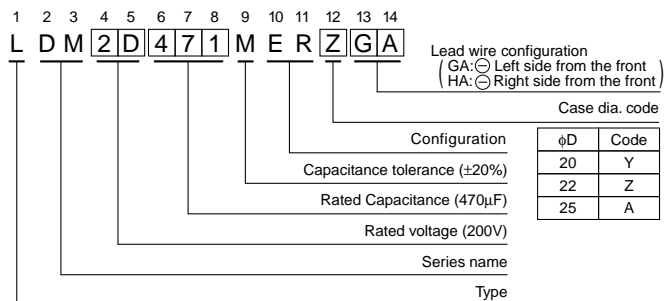 1 2 3 4 5 6 7 8 9 10 11 12 13 14
L D M 2 D 4 7 1 M E R Z G A
Lead wire configuration
( GA: ⊖ Left side from the front
HA: ⊖ Right side from the front )
Case dia. code
Configuration
Capacitance tolerance (±20%)
Rated Capacitance (470μF)
Rated voltage (200V)
Series name
Type
ϕD Code
20 Y
22 Z
25 A